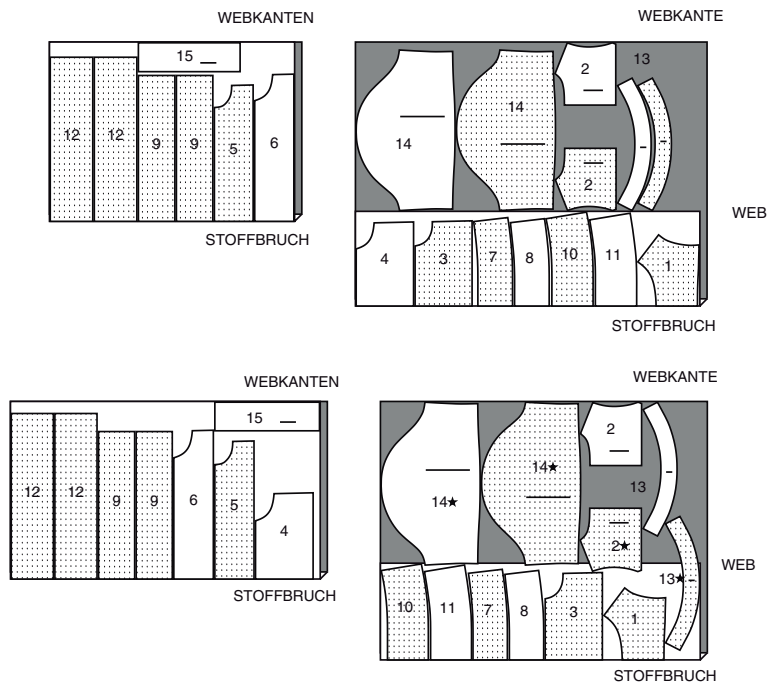 WEBKANTEN
15
12 12 9 9 5 6
STOFFBRUCH
WEBKANTE
13
2
14 14
2
4 3 7 8 10 11 1
WEB
STOFFBRUCH
WEBKANTEN
15
12 12 9 9 6 5 4
STOFFBRUCH
WEBKANTE
2
14★ 14★
13
2★
13★
10 11 7 8 3 1
WEB
STOFFBRUCH